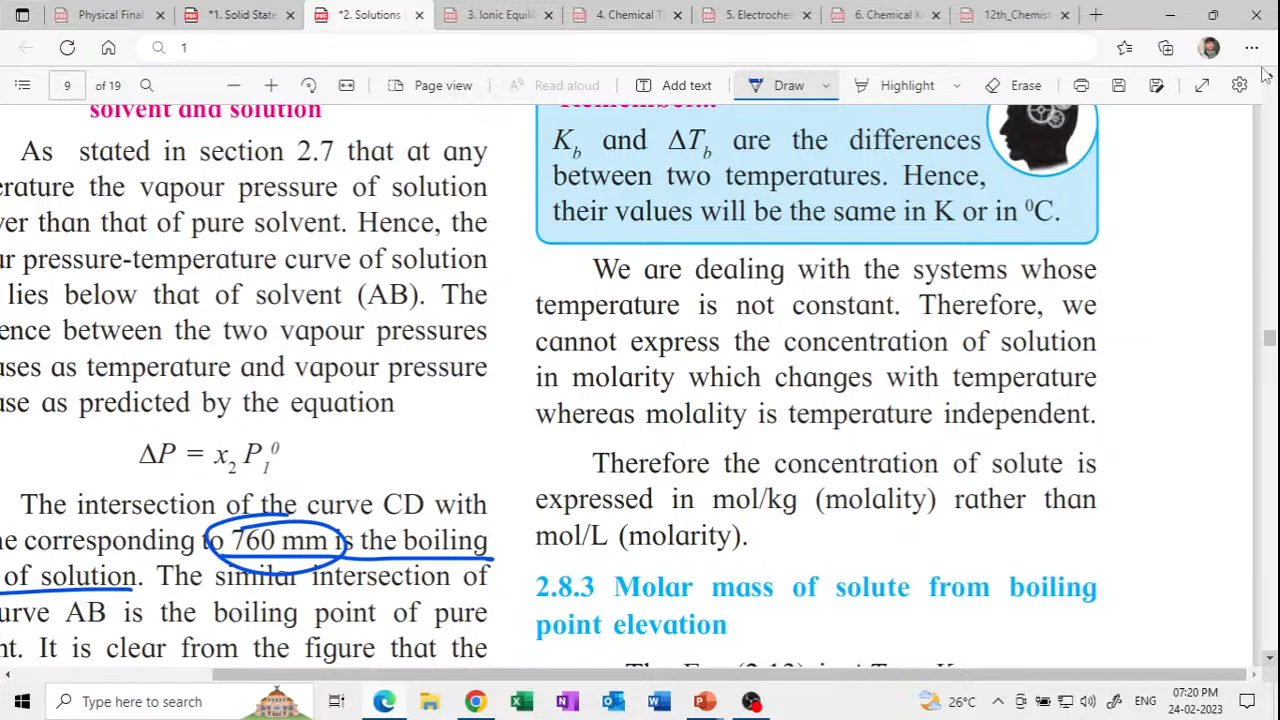 Physical Final
*1. Solid State
*2. Solutions
3. Ionic Equili
4. Chemical T
5. Electroche
6. Chemical K
12th_Chemist
1
9 of 19
Page view
Read aloud
Add text
Draw
Highlight
Erase
solvent and solution
As stated in section 2.7 that at any
erature the vapour pressure of solution
ver than that of pure solvent. Hence, the
ur pressure-temperature curve of solution
lies below that of solvent (AB). The
ence between the two vapour pressures
ases as temperature and vapour pressure
ase as predicted by the equation
ΔP = x₂ P₁⁰
The intersection of the curve CD with
ne corresponding to 760 mm is the boiling
of solution. The similar intersection of
urve AB is the boiling point of pure
nt. It is clear from the figure that the
Remember...
K_b and ΔT_b are the differences
between two temperatures. Hence,
their values will be the same in K or in ⁰C.
We are dealing with the systems whose
temperature is not constant. Therefore, we
cannot express the concentration of solution
in molarity which changes with temperature
whereas molality is temperature independent.
Therefore the concentration of solute is
expressed in mol/kg (molality) rather than
mol/L (molarity).
2.8.3 Molar mass of solute from boiling
point elevation
Type here to search
26°C
ENG
07:20 PM
24-02-2023